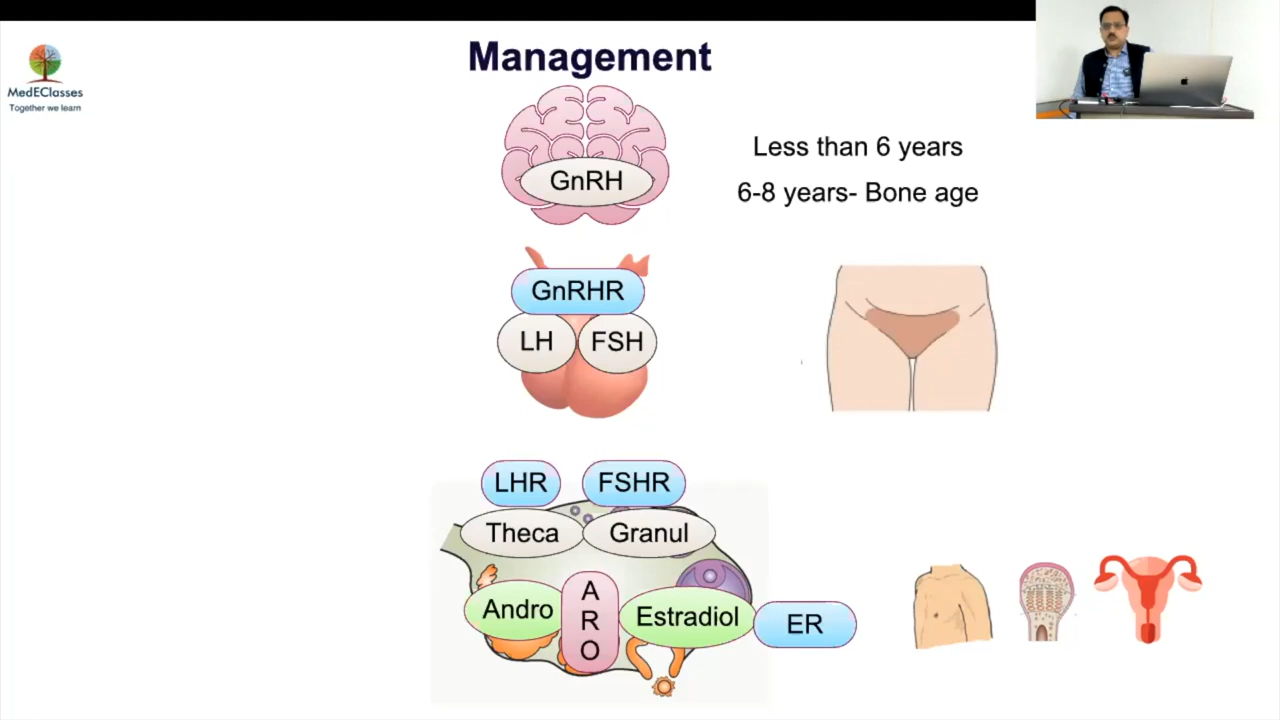 Management
MedEClasses
Together we learn
GnRH
Less than 6 years
6-8 years- Bone age
GnRHR
LH
FSH
LHR
FSHR
Theca
Granul
Andro
A
R
O
Estradiol
ER